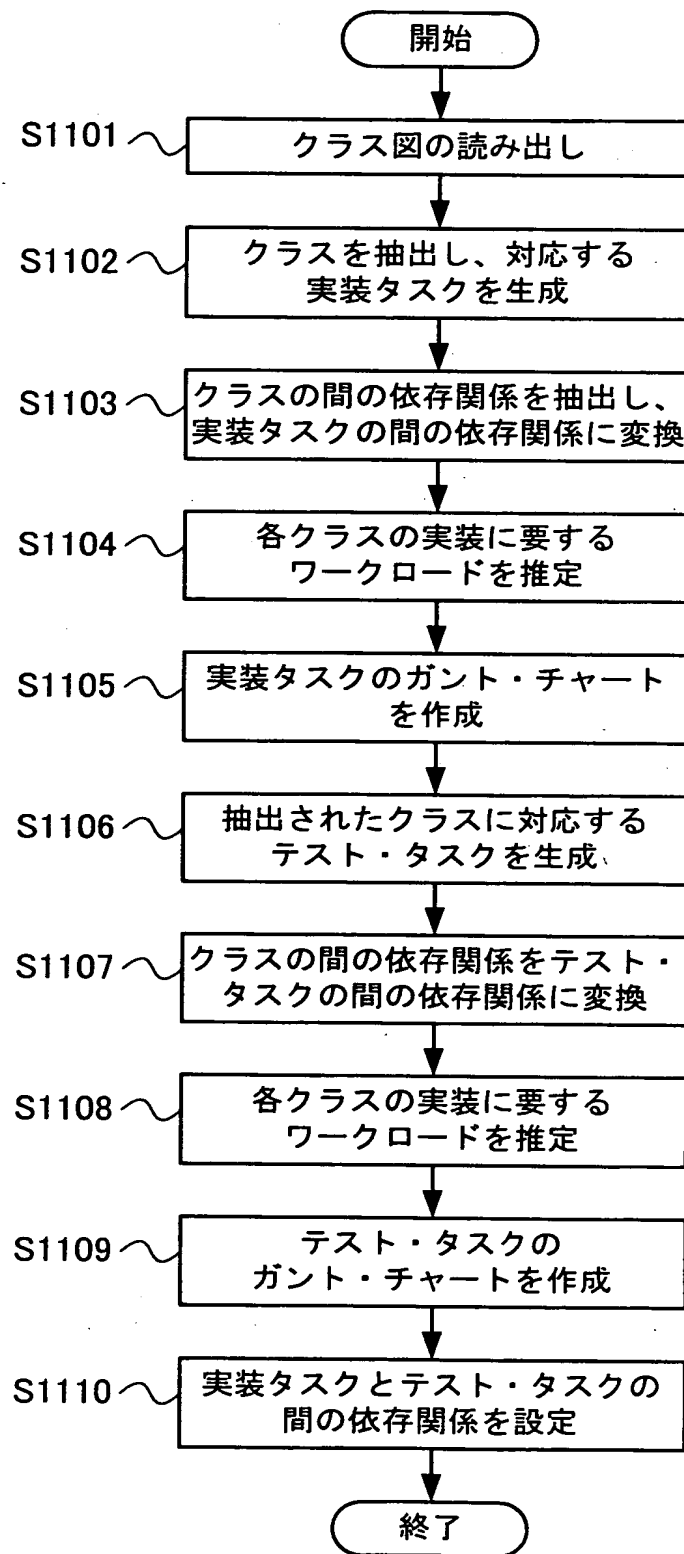 開始
S1101
クラス図の読み出し
S1102
クラスを抽出し、対応する
実装タスクを生成
S1103
クラスの間の依存関係を抽出し、
実装タスクの間の依存関係に変換
S1104
各クラスの実装に要する
ワークロードを推定
S1105
実装タスクのガント・チャート
を作成
S1106
抽出されたクラスに対応する
テスト・タスクを生成
S1107
クラスの間の依存関係をテスト・
タスクの間の依存関係に変換
S1108
各クラスの実装に要する
ワークロードを推定
S1109
テスト・タスクの
ガント・チャートを作成
S1110
実装タスクとテスト・タスクの
間の依存関係を設定
終了